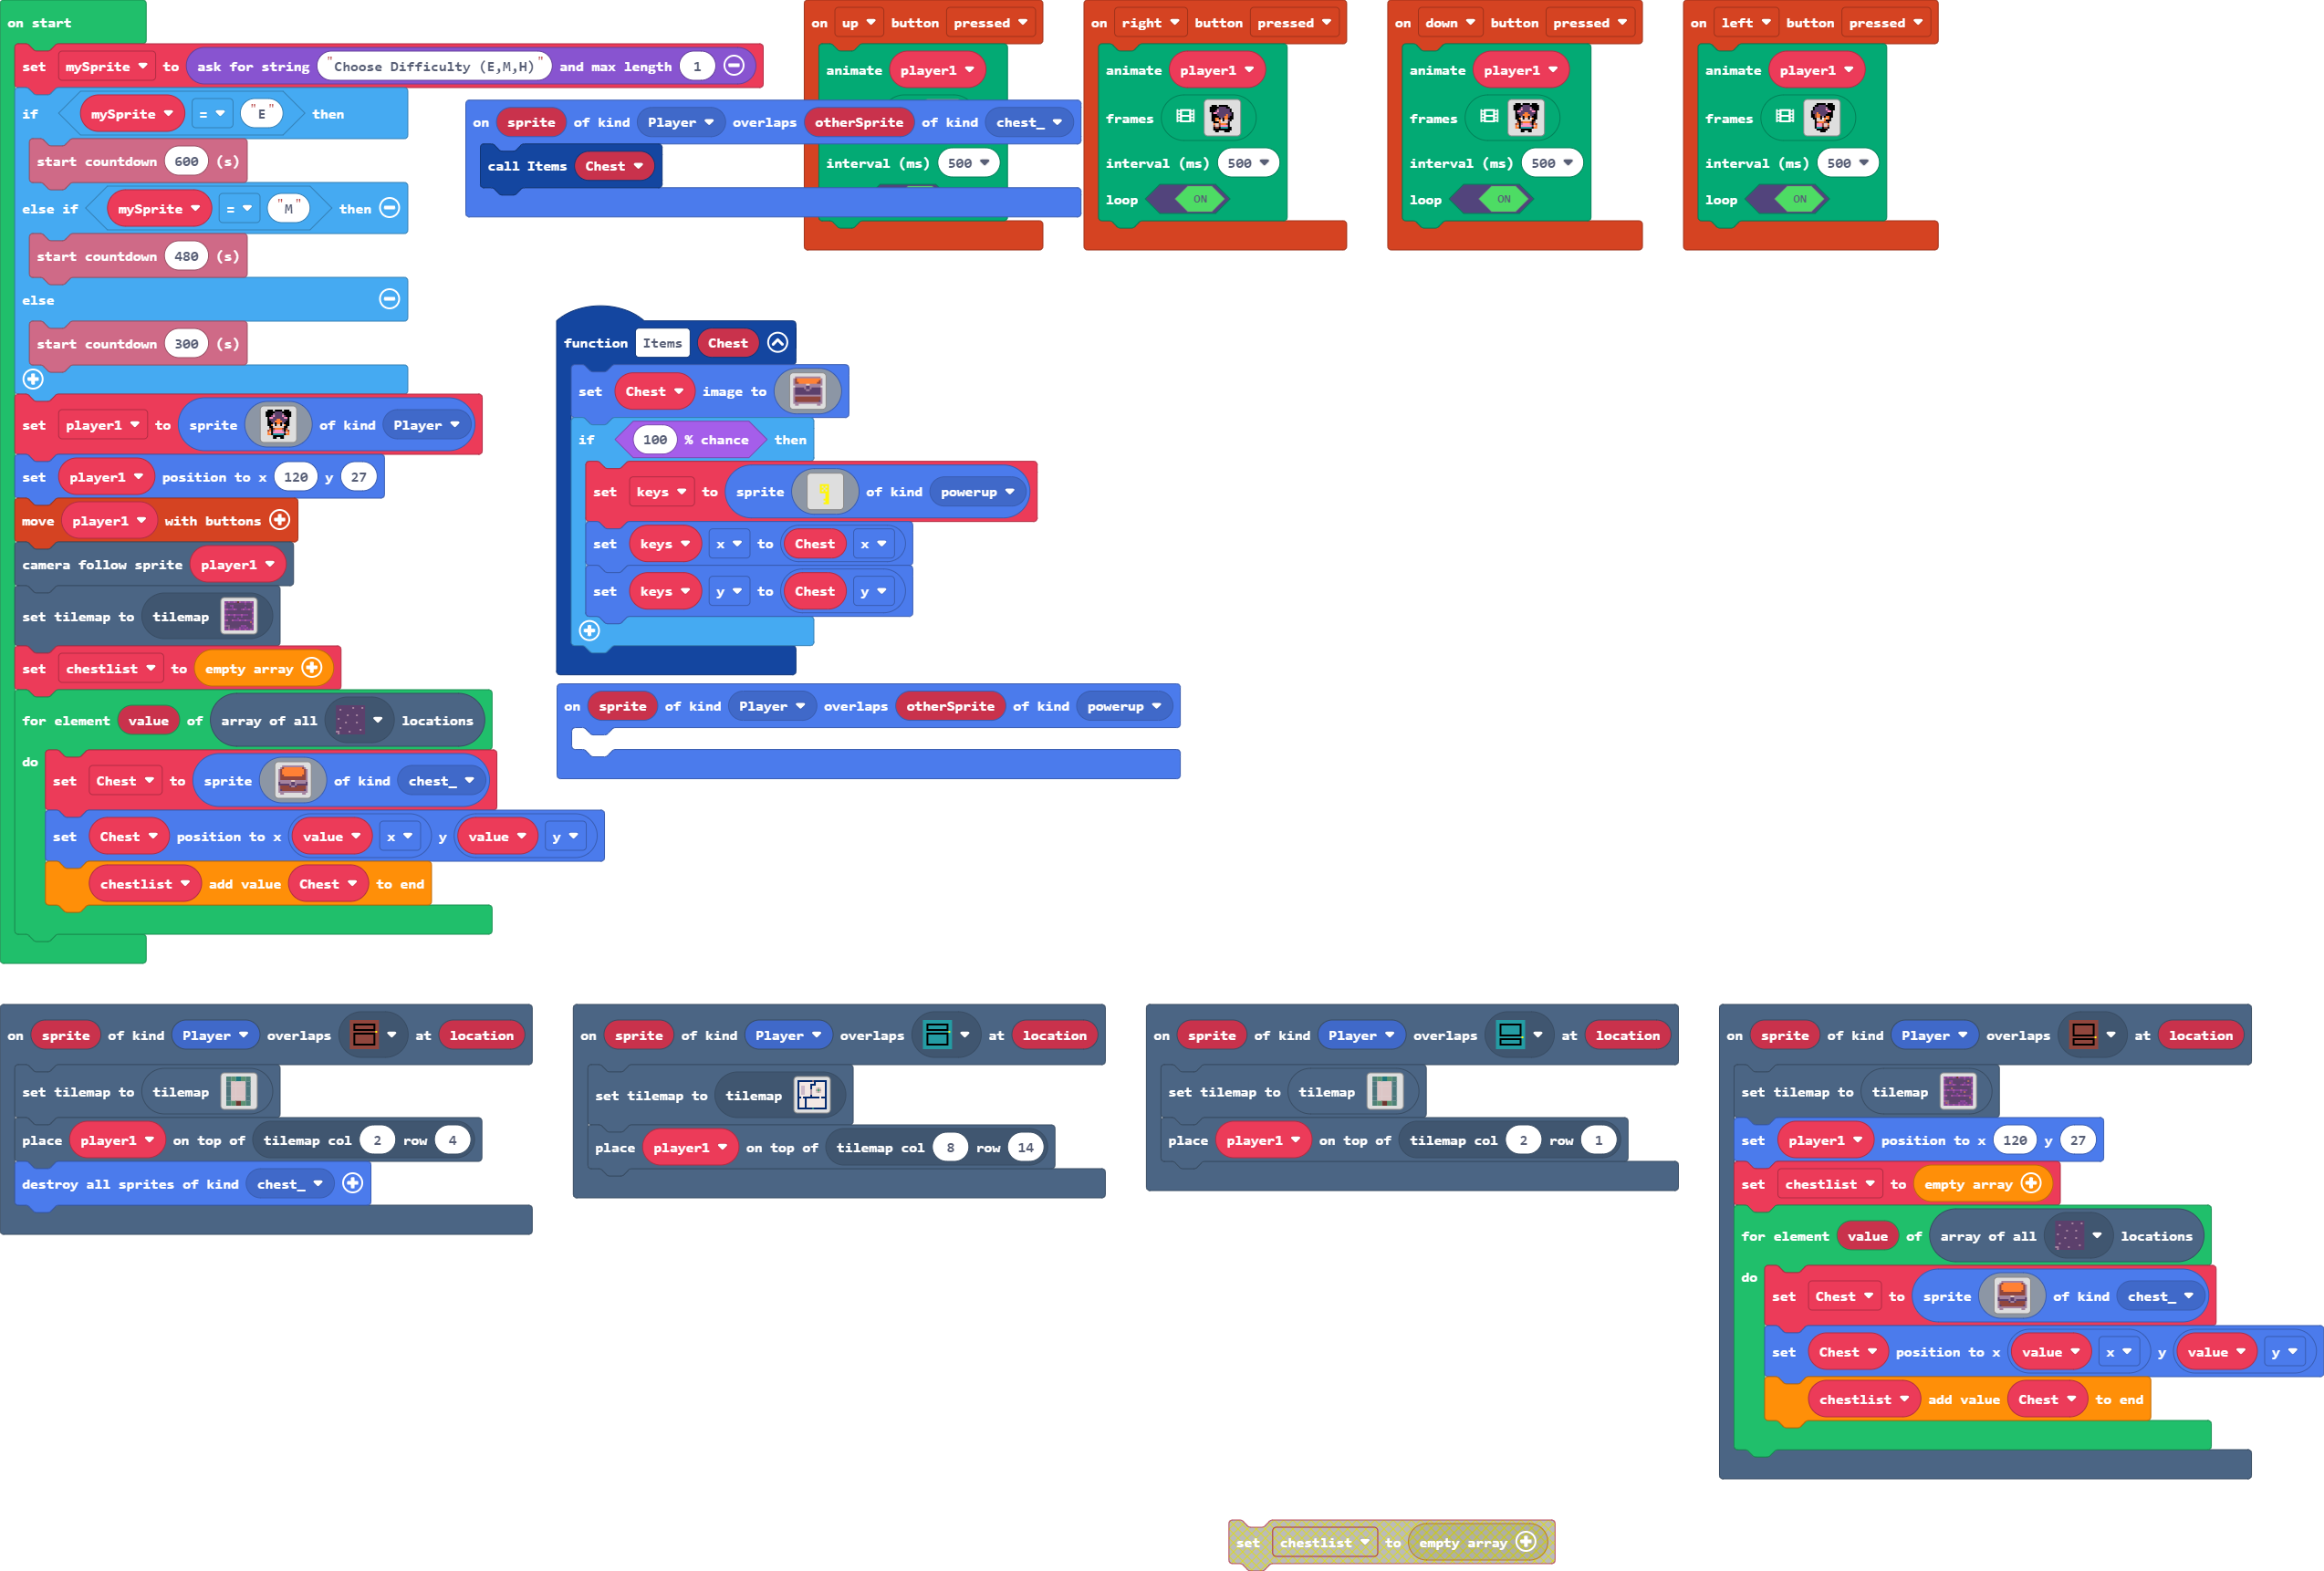 on start
set mySprite to ask for string "Choose Difficulty (E,M,H)" and max length 1
if mySprite = "E" then
start countdown 600 (s)
else if mySprite = "M" then
start countdown 480 (s)
else
start countdown 300 (s)
set player1 to sprite of kind Player
set player1 position to x 120 y 27
move player1 with buttons
camera follow sprite player1
set tilemap to tilemap
set chestlist to empty array
for element value of array of all locations
do
set Chest to sprite of kind chest_
set Chest position to x value x y value y
chestlist add value Chest to end
on sprite of kind Player overlaps otherSprite of kind chest_
call Items Chest
on up button pressed
animate player1
interval (ms) 500
on right button pressed
animate player1
frames
interval (ms) 500
loop ON
on down button pressed
animate player1
frames
interval (ms) 500
loop ON
on left button pressed
animate player1
frames
interval (ms) 500
loop ON
function Items Chest
set Chest image to
if 100 % chance then
set keys to sprite of kind powerup
set keys x to Chest x
set keys y to Chest y
on sprite of kind Player overlaps otherSprite of kind powerup
on sprite of kind Player overlaps at location
set tilemap to tilemap
place player1 on top of tilemap col 2 row 4
destroy all sprites of kind chest_
on sprite of kind Player overlaps at location
set tilemap to tilemap
place player1 on top of tilemap col 8 row 14
on sprite of kind Player overlaps at location
set tilemap to tilemap
place player1 on top of tilemap col 2 row 1
on sprite of kind Player overlaps at location
set tilemap to tilemap
set player1 position to x 120 y 27
set chestlist to empty array
for element value of array of all locations
do
set Chest to sprite of kind chest_
set Chest position to x value x y value y
chestlist add value Chest to end
set chestlist to empty array